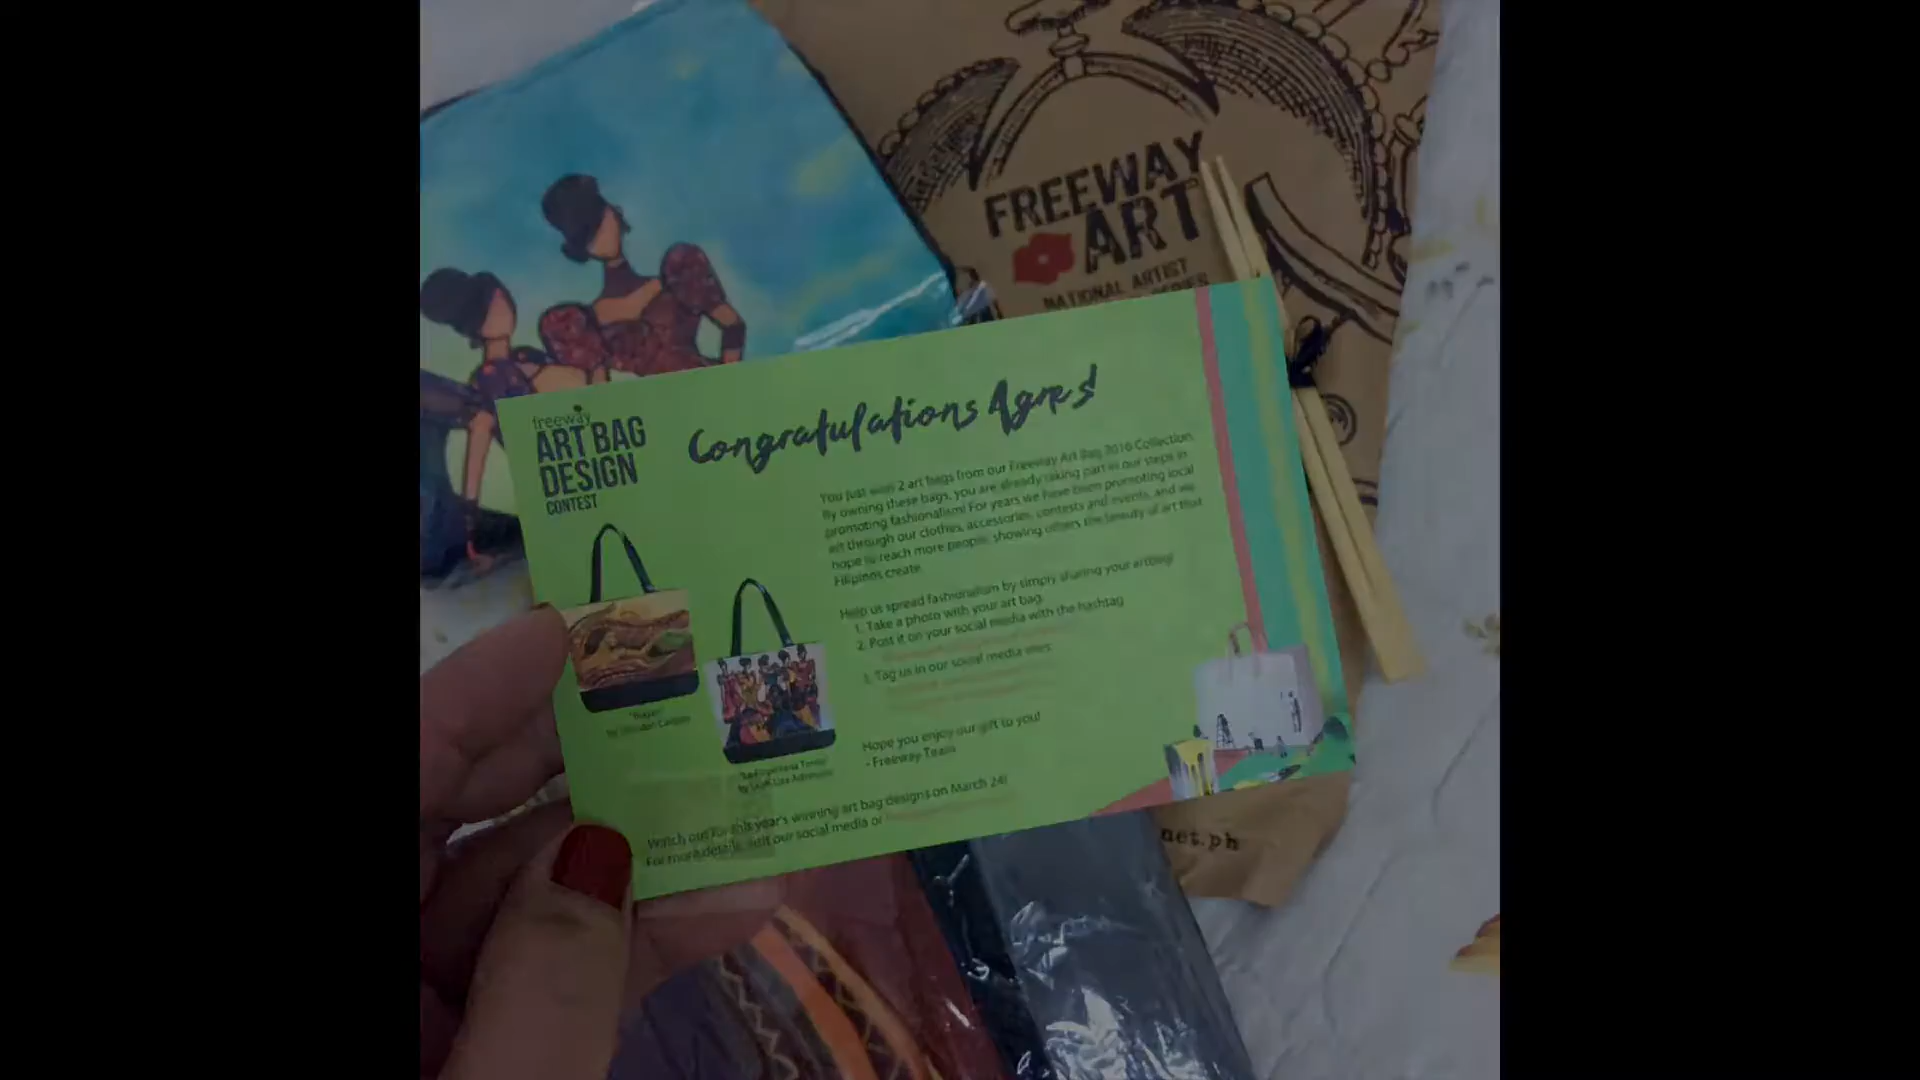 FREEWAY
ART
NATIONAL ARTIST
SERIES
freeway
ART BAG
DESIGN
CONTEST
Congratulations Agnes!
You just won 2 art bags from our Freeway Art Bag 2016 Collection.
By owning these bags, you are already taking part in our steps in
promoting fashionalism! For years we have been promoting local
art through our clothes, accessories, contests and events, and we
hope to reach more people, showing others the beauty of art that
Filipinos create.
Help us spread fashionalism by simply sharing your artbag!
1. Take a photo with your art bag.
2. Post it on your social media with the hashtag
3. Tag us in our social media sites:
Hope you enjoy our gift to you!
- Freeway Team
Watch out for this year's winning art bag designs on March 24!
For more details, visit our social media or
net.ph